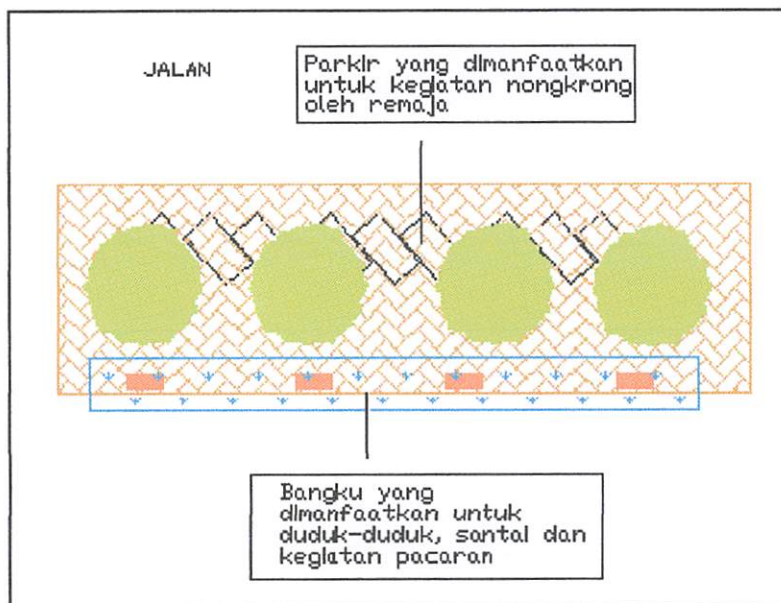 JALAN
Parkir yang dimanfaatkan
untuk kegiatan nongkrong
oleh remaja
Bangku yang
dimanfaatkan untuk
duduk-duduk, santai dan
kegiatan pacaran